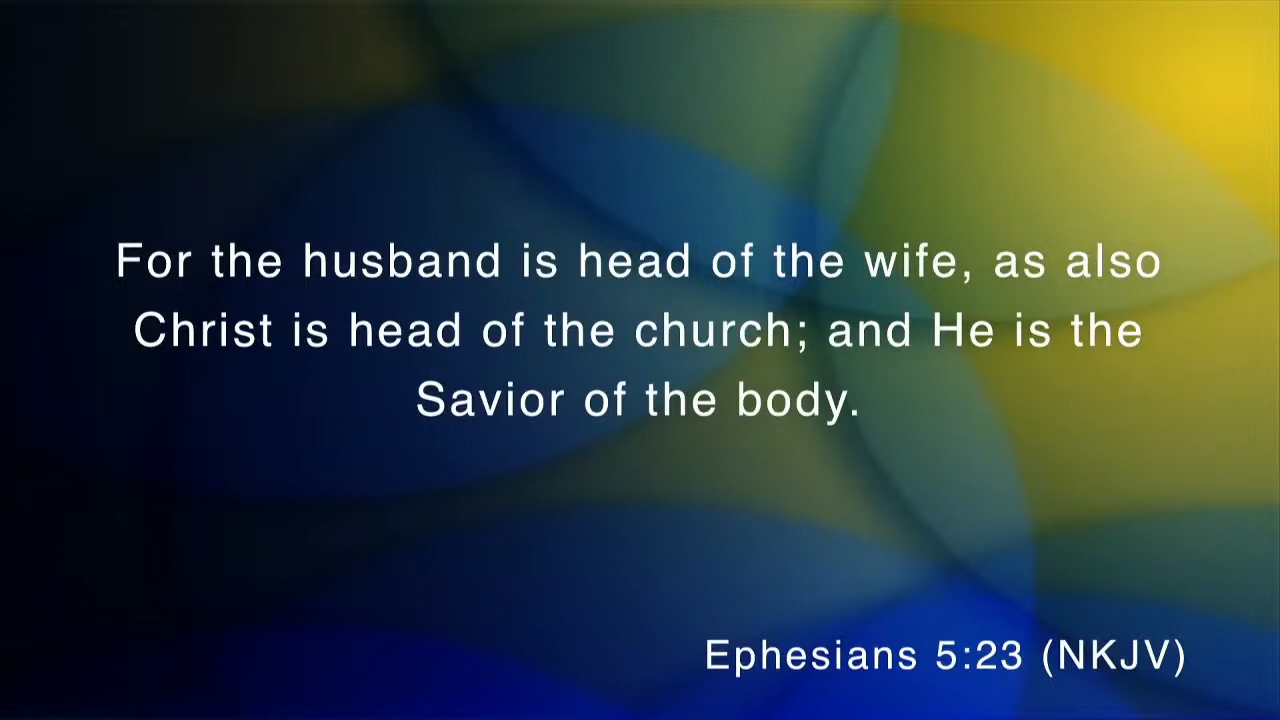 For the husband is head of the wife, as also
Christ is head of the church; and He is the
Savior of the body.
Ephesians 5:23 (NKJV)